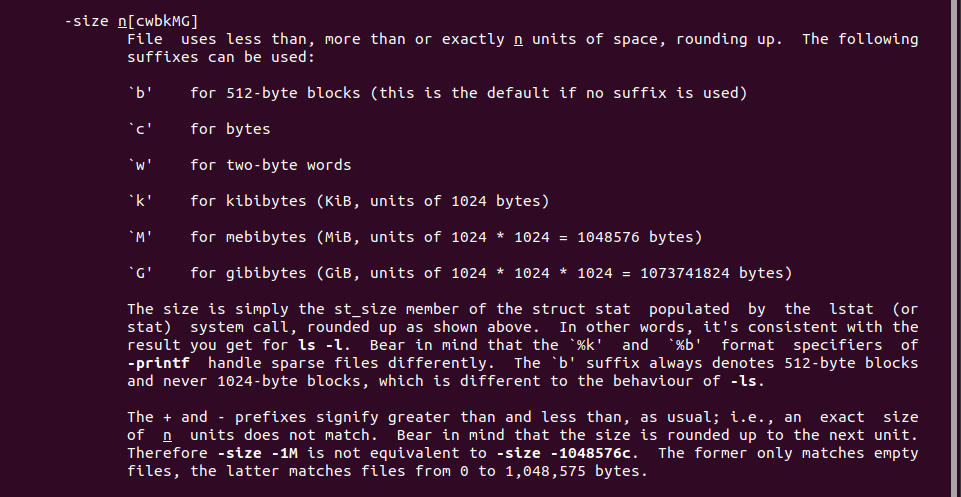 -size n[cwbkMG]
File uses less than, more than or exactly n units of space, rounding up. The following
suffixes can be used:
`b' for 512-byte blocks (this is the default if no suffix is used)
`c' for bytes
`w' for two-byte words
`k' for kibibytes (KiB, units of 1024 bytes)
`M' for mebibytes (MiB, units of 1024 * 1024 = 1048576 bytes)
`G' for gibibytes (GiB, units of 1024 * 1024 * 1024 = 1073741824 bytes)
The size is simply the st_size member of the struct stat populated by the lstat (or
stat) system call, rounded up as shown above. In other words, it's consistent with the
result you get for ls -l. Bear in mind that the `%k' and `%b' format specifiers of
-printf handle sparse files differently. The `b' suffix always denotes 512-byte blocks
and never 1024-byte blocks, which is different to the behaviour of -ls.
The + and - prefixes signify greater than and less than, as usual; i.e., an exact size
of n units does not match. Bear in mind that the size is rounded up to the next unit.
Therefore -size -1M is not equivalent to -size -1048576c. The former only matches empty
files, the latter matches files from 0 to 1,048,575 bytes.